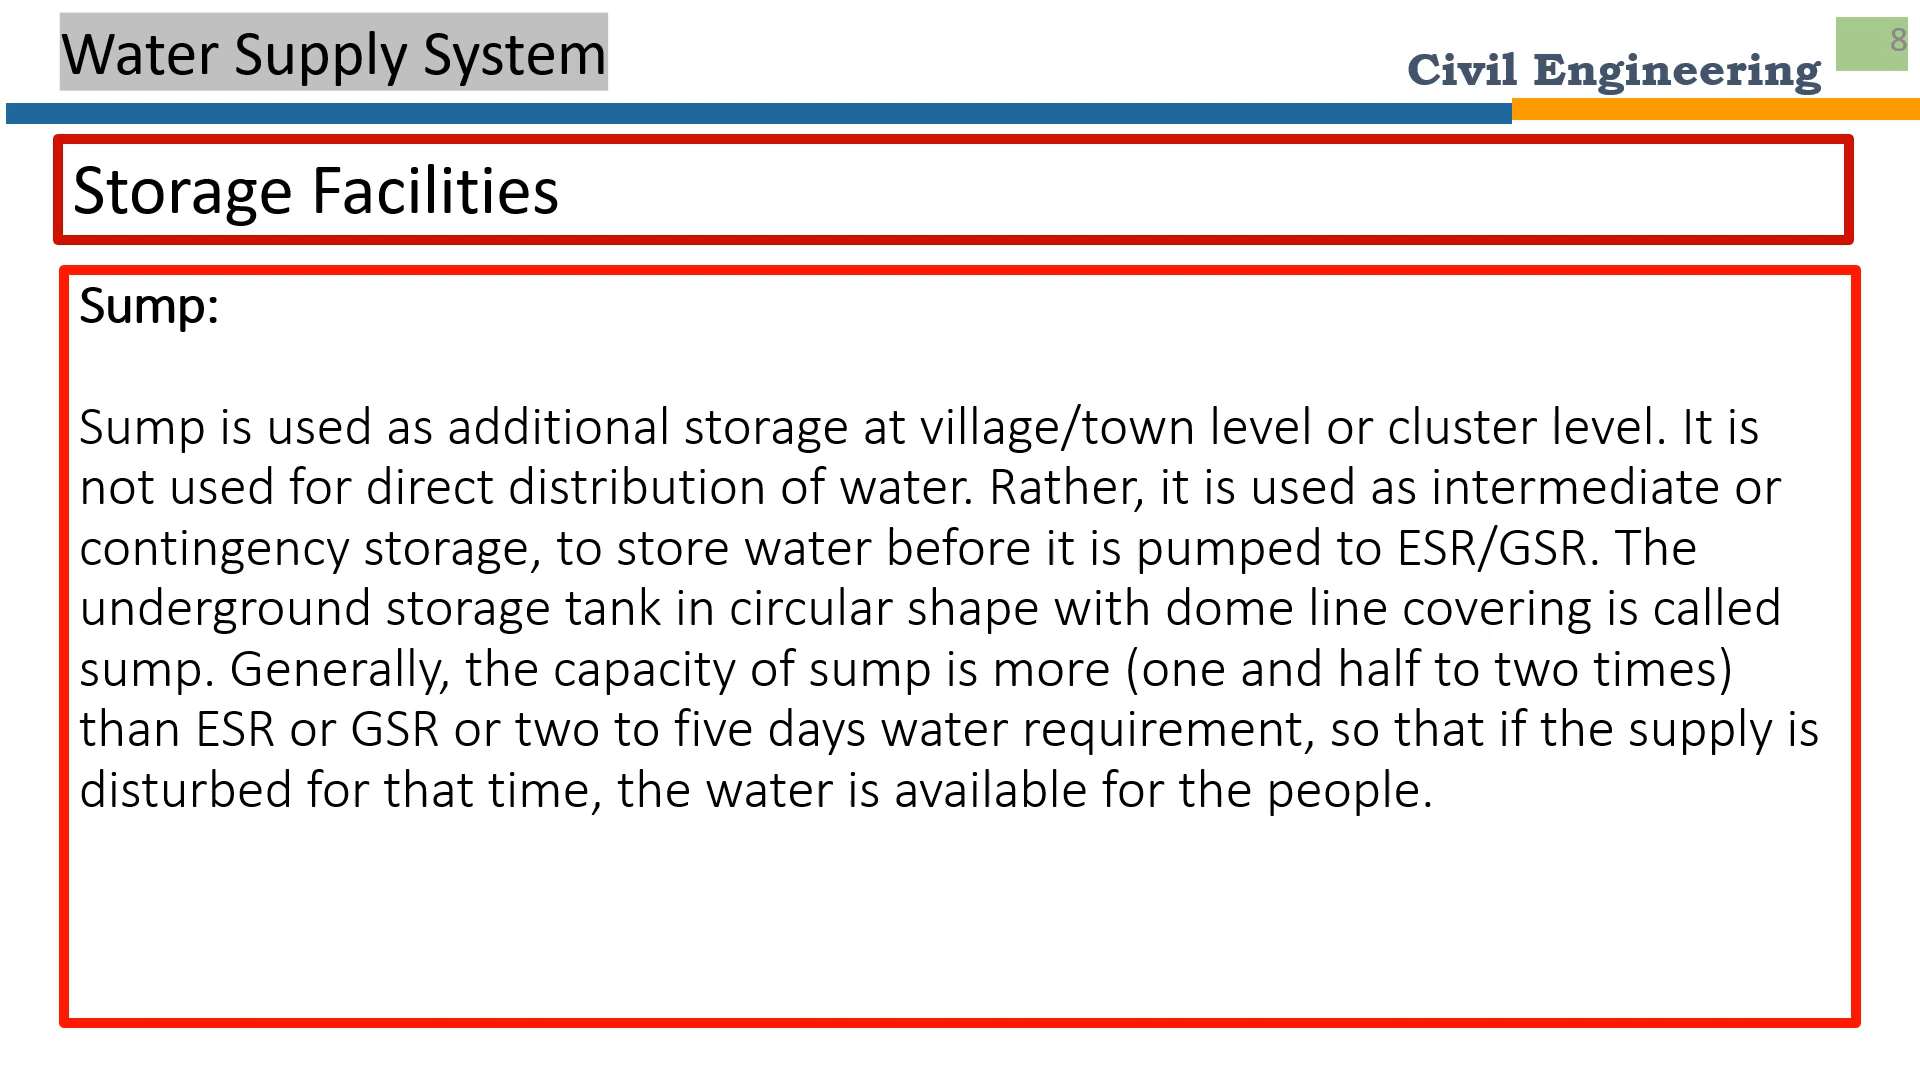 Water Supply System
Civil Engineering
8
Storage Facilities
Sump:
Sump is used as additional storage at village/town level or cluster level. It is
not used for direct distribution of water. Rather, it is used as intermediate or
contingency storage, to store water before it is pumped to ESR/GSR. The
underground storage tank in circular shape with dome line covering is called
sump. Generally, the capacity of sump is more (one and half to two times)
than ESR or GSR or two to five days water requirement, so that if the supply is
disturbed for that time, the water is available for the people.